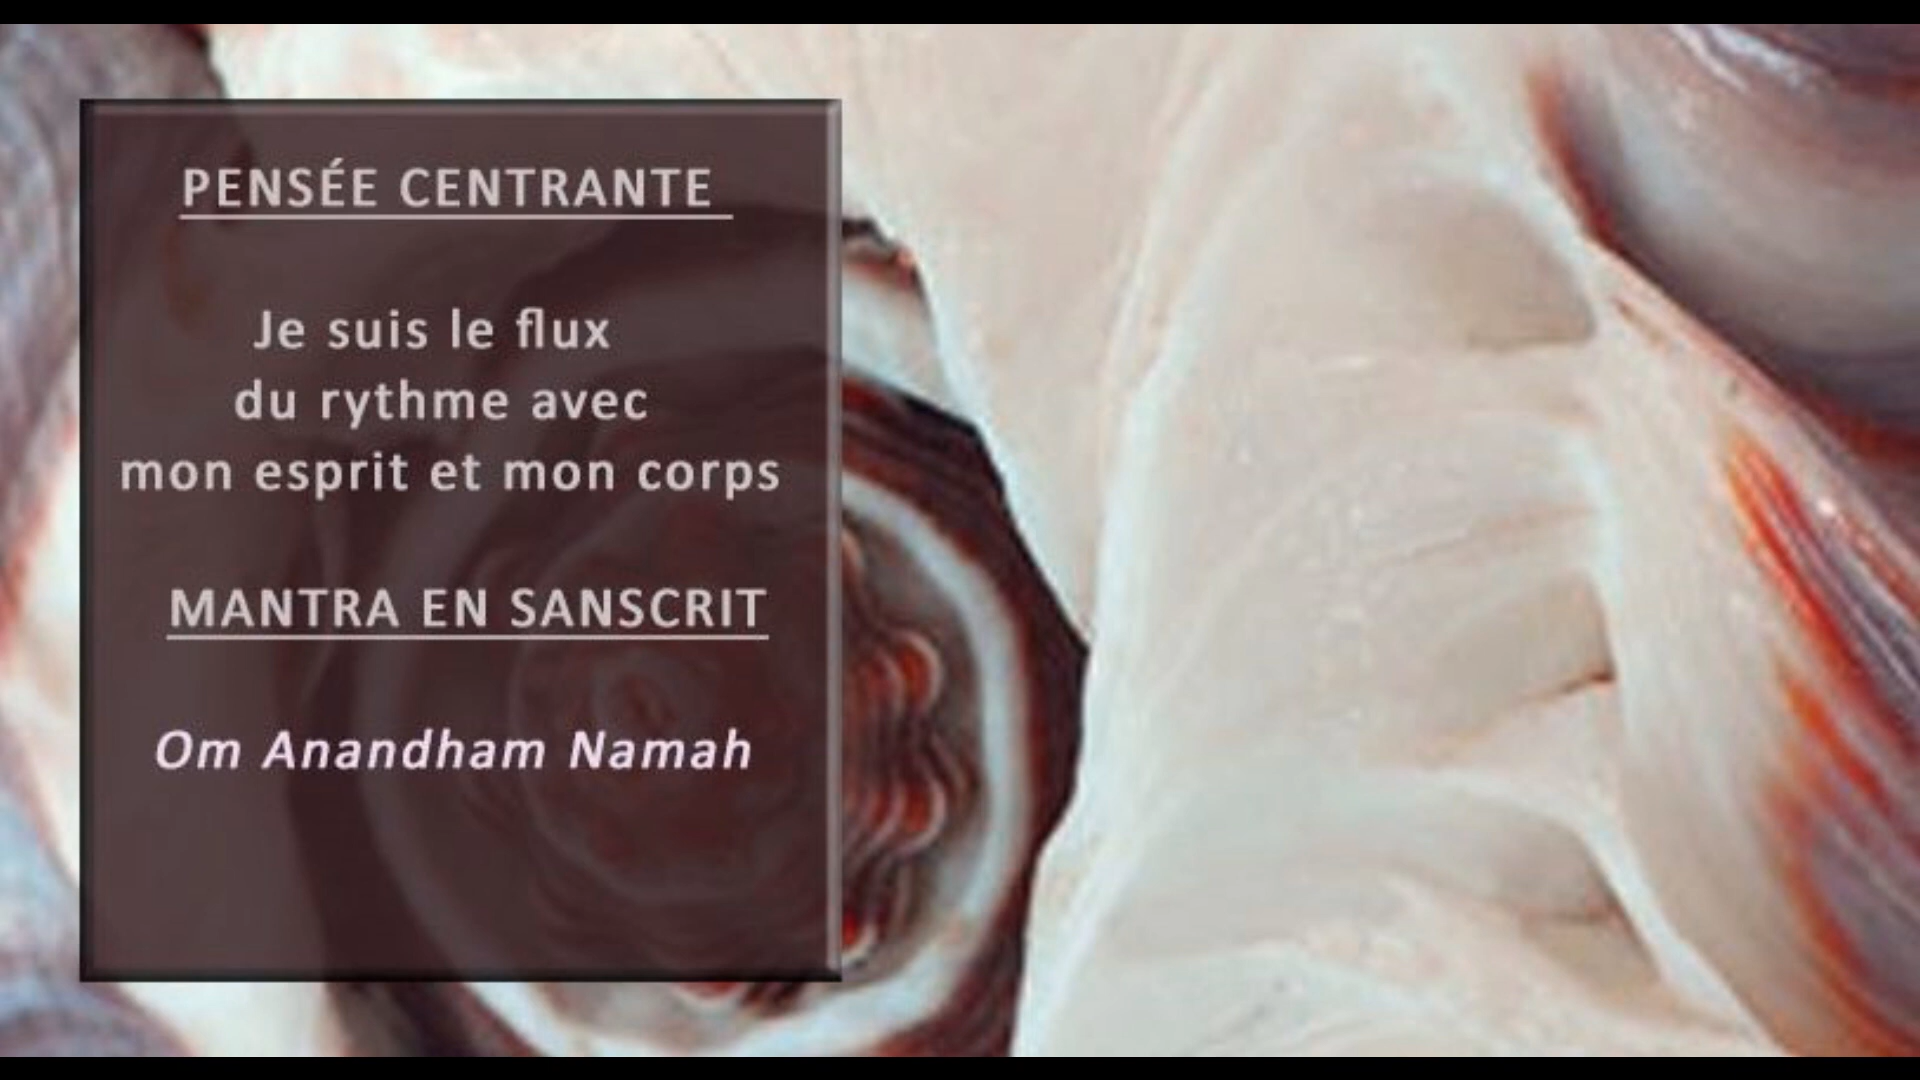 PENSÉE CENTRANTE
Je suis le flux
du rythme avec
mon esprit et mon corps
MANTRA EN SANSCRIT
Om Anandham Namah